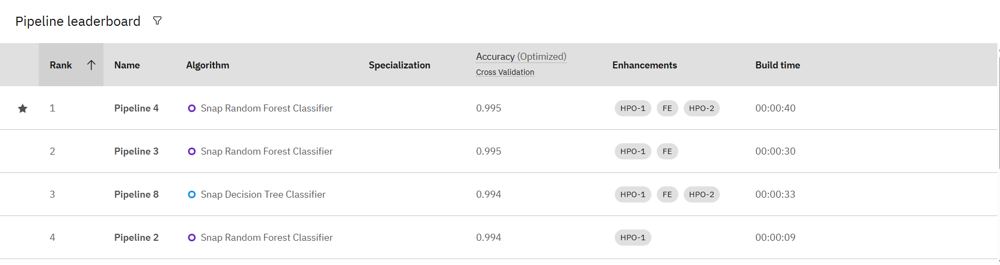 Pipeline leaderboard
Rank Name Algorithm Specialization Accuracy (Optimized) Cross Validation Enhancements Build time
1 Pipeline 4 Snap Random Forest Classifier 0.995 HPO-1 FE HPO-2 00:00:40
2 Pipeline 3 Snap Random Forest Classifier 0.995 HPO-1 FE 00:00:30
3 Pipeline 8 Snap Decision Tree Classifier 0.994 HPO-1 FE HPO-2 00:00:33
4 Pipeline 2 Snap Random Forest Classifier 0.994 HPO-1 00:00:09